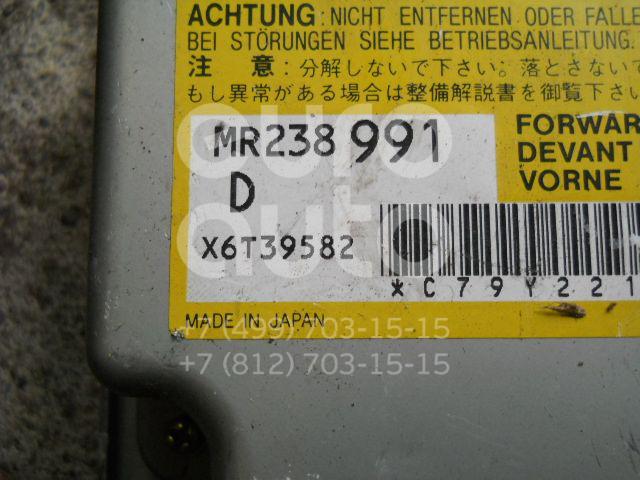 ACHTUNG: NICHT ENTFERNEN ODER FALLE
BEI STÖRUNGEN SIEHE BETRIEBSANLEITUNG.
注 意:分解しないで下さい。落とさないで
もし異常がある場合は整備解説書を御覧下さい
MR238 991
D
X6T39582
FORWAR
DEVANT
VORNE
*C79Y221
MADE IN JAPAN
auto
auto
+7 (499) 703-15-15
+7 (812) 703-15-15